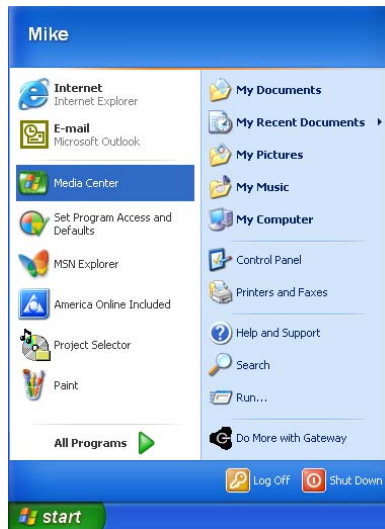 Mike
Internet
Internet Explorer
E-mail
Microsoft Outlook
Media Center
Set Program Access and
Defaults
MSN Explorer
America Online Included
Project Selector
Paint
All Programs
My Documents
My Recent Documents
My Pictures
My Music
My Computer
Control Panel
Printers and Faxes
Help and Support
Search
Run...
Do More with Gateway
Log Off
Shut Down
start